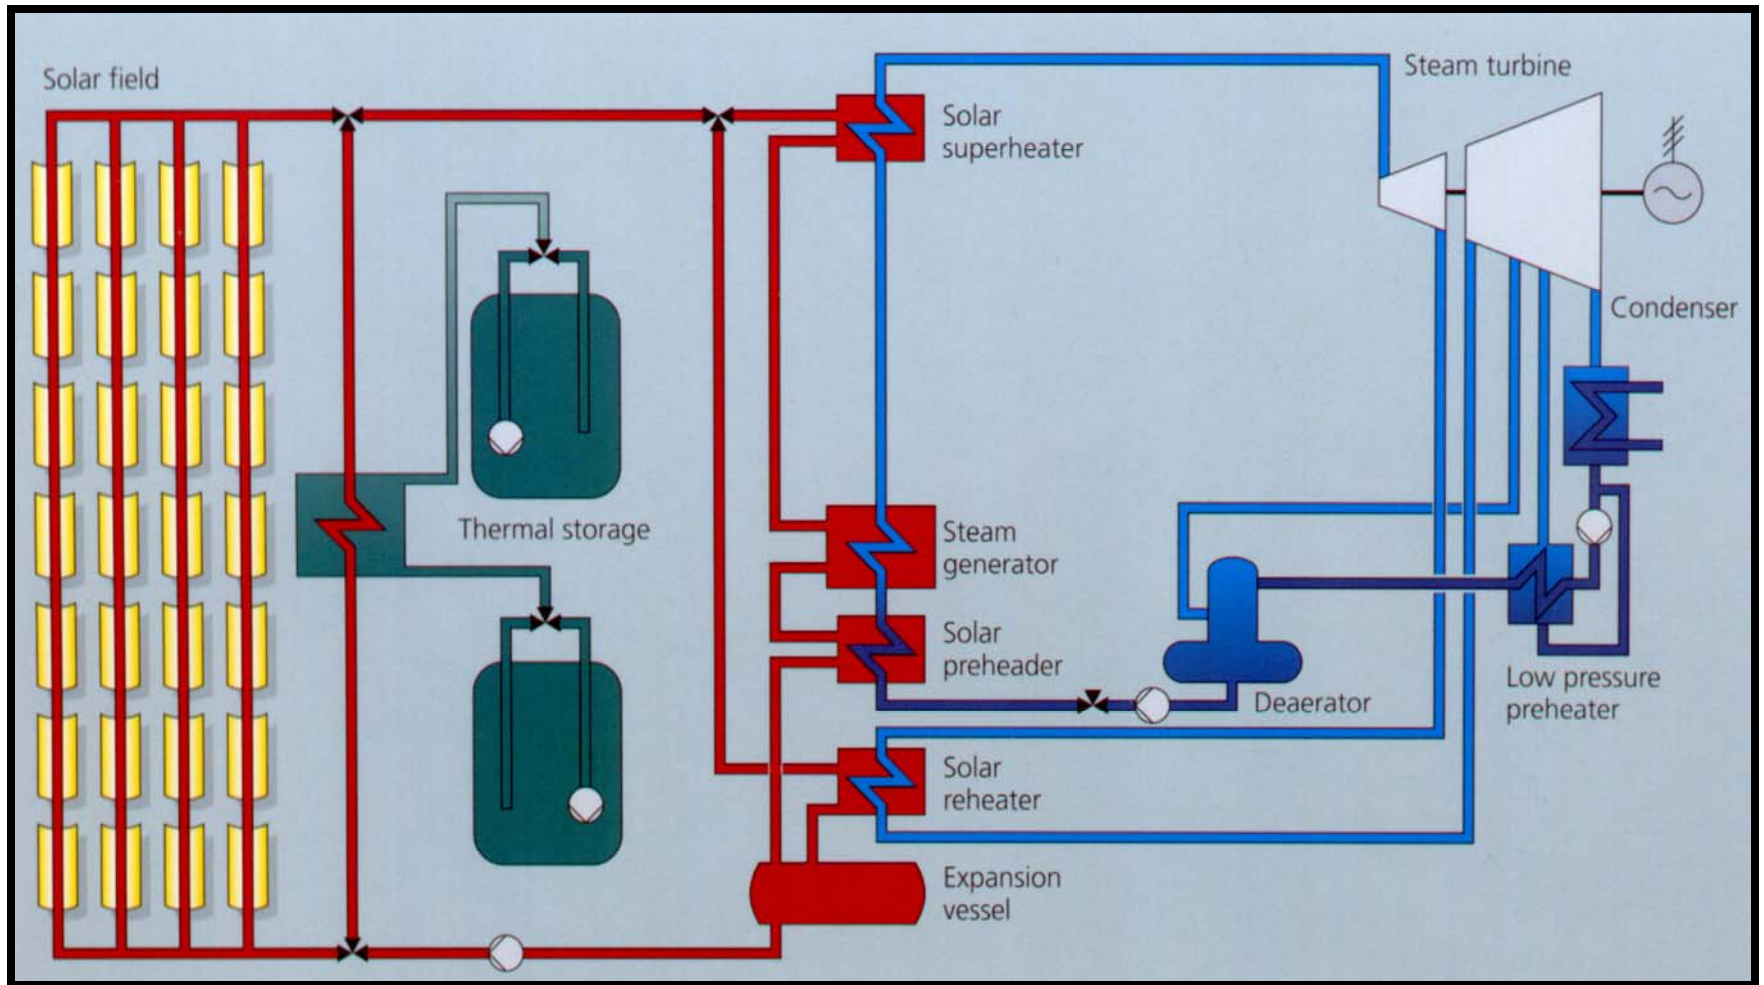 Solar field
Steam turbine
Solar
superheater
Condenser
Thermal storage
Steam
generator
Solar
preheader
Deaerator
Low pressure
preheater
Solar
reheater
Expansion
vessel